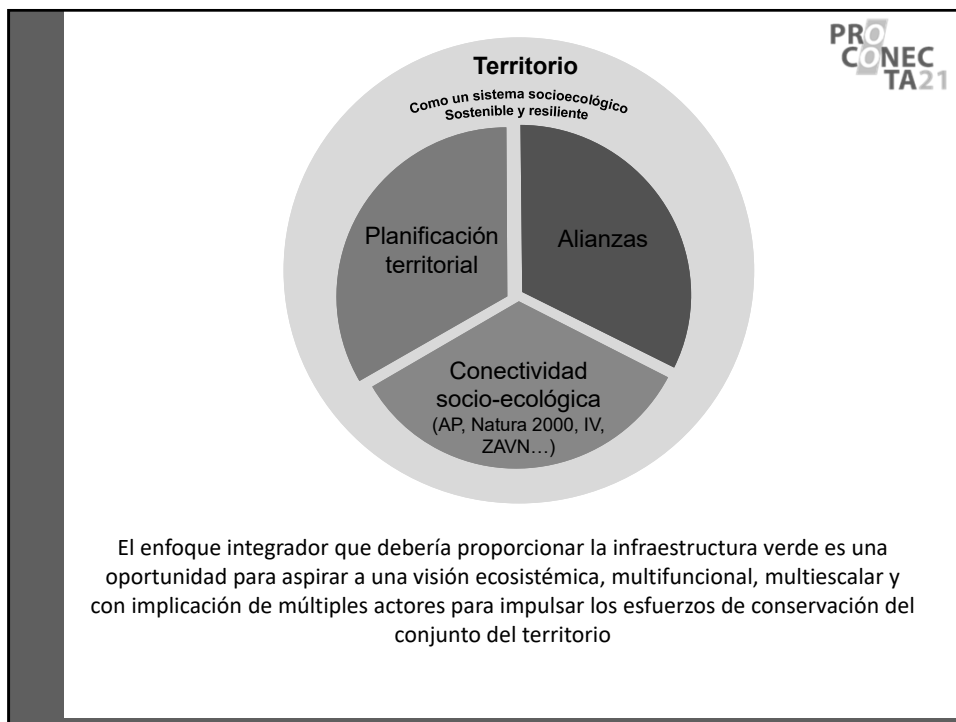 PRO
CONEC
TA21
Territorio
Como un sistema socioecológico
Sostenible y resiliente
Planificación
territorial
Alianzas
Conectividad
socio-ecológica
(AP, Natura 2000, IV,
ZAVN…)
El enfoque integrador que debería proporcionar la infraestructura verde es una
oportunidad para aspirar a una visión ecosistémica, multifuncional, multiescalar y
con implicación de múltiples actores para impulsar los esfuerzos de conservación del
conjunto del territorio